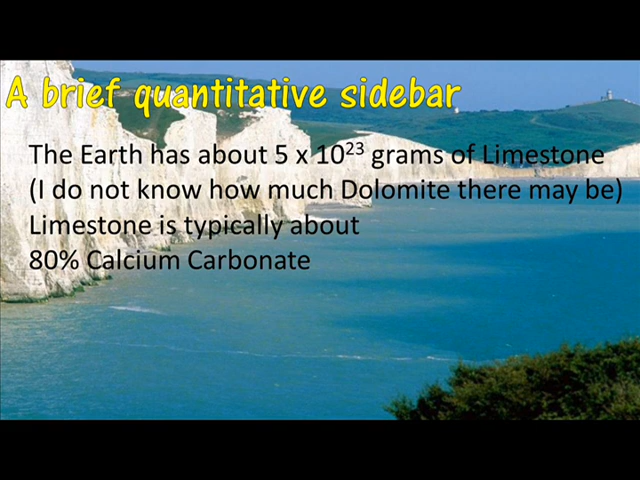 A brief quantitative sidebar
The Earth has about 5 x 10²³ grams of Limestone
(I do not know how much Dolomite there may be)
Limestone is typically about
80% Calcium Carbonate